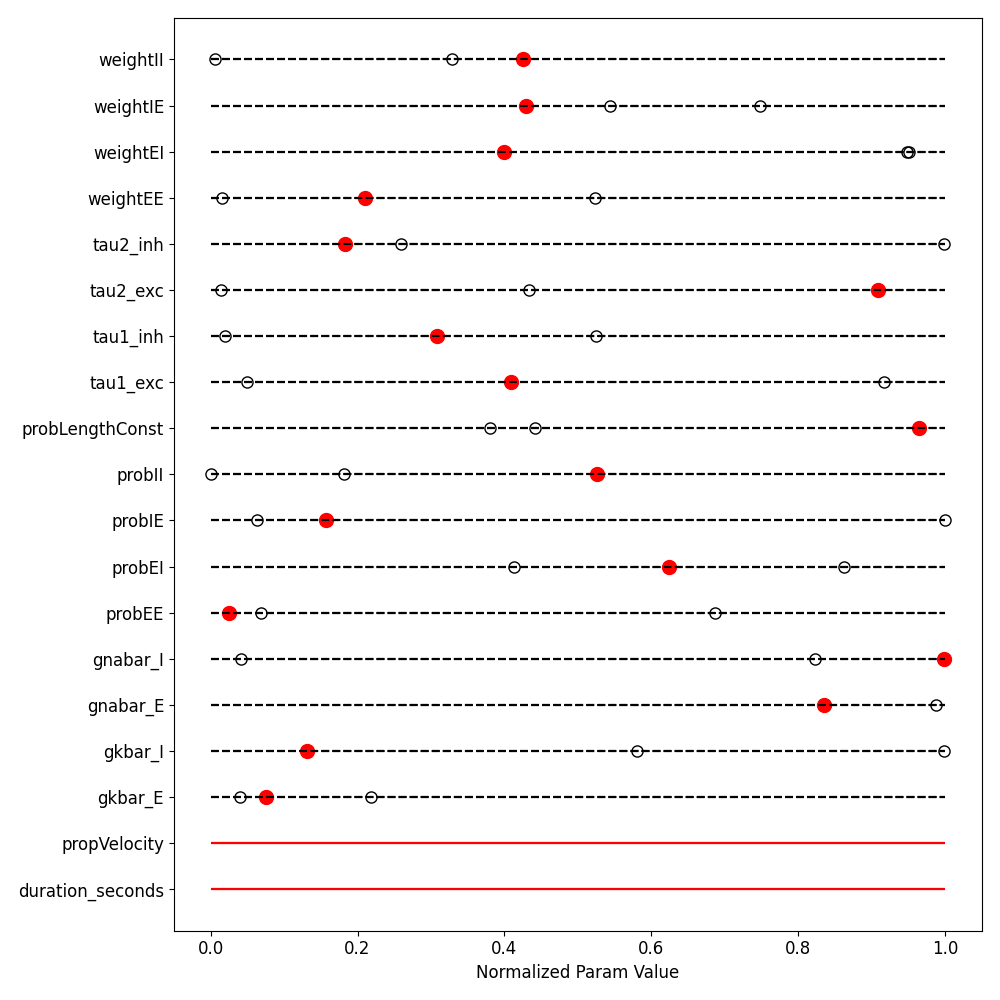 weightII
weightIE
weightEI
weightEE
tau2_inh
tau2_exc
tau1_inh
tau1_exc
probLengthConst
probII
probIE
probEI
probEE
gnabar_I
gnabar_E
gkbar_I
gkbar_E
propVelocity
duration_seconds
0.0 0.2 0.4 0.6 0.8 1.0
Normalized Param Value